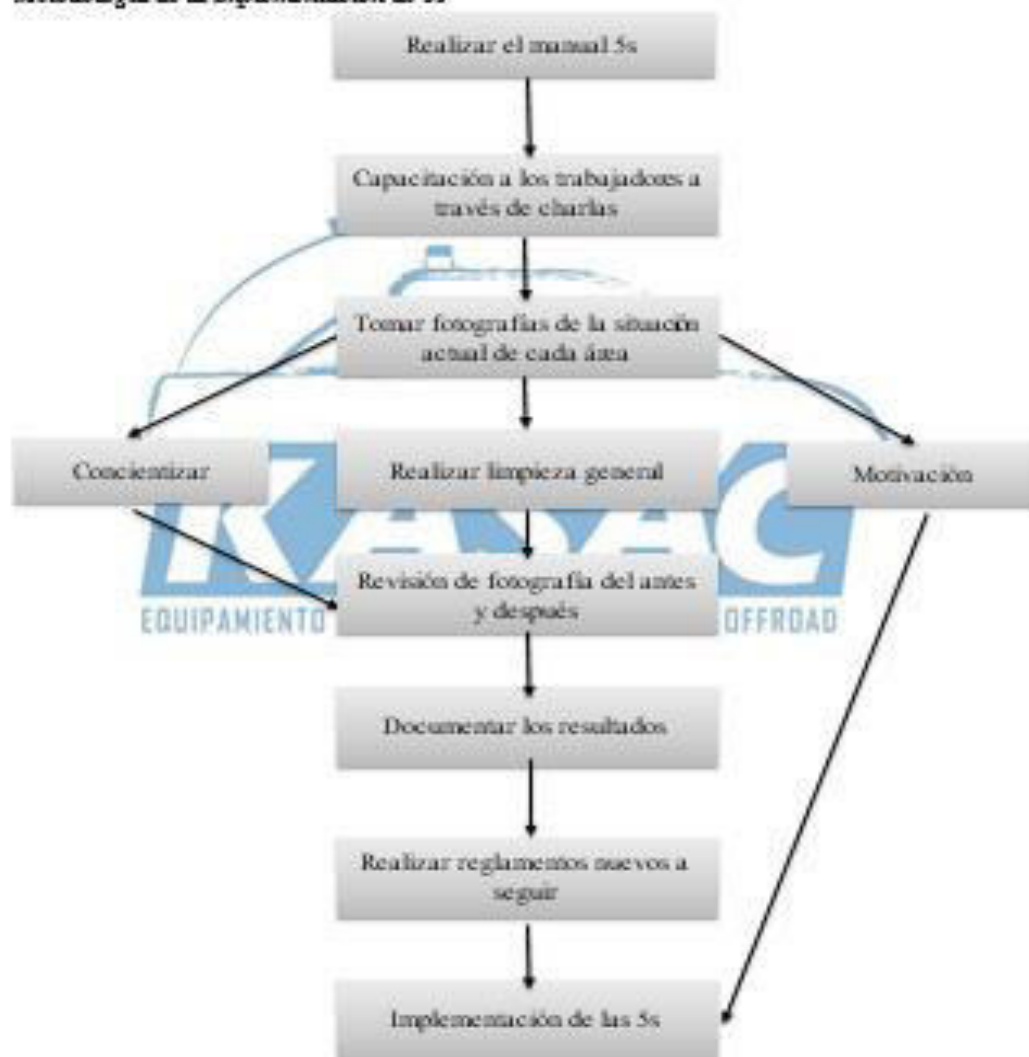 Realizar el manual 5s
Capacitación a los trabajadores a
través de charlas
Tomar fotografías de la situación
actual de cada área
Concientizar
Realizar limpieza general
Motivación
Revisión de fotografía del antes
y después
EQUIPAMIENTO
OFFROAD
Documentar los resultados
Realizar reglamentos nuevos a
seguir
Implementación de las 5s